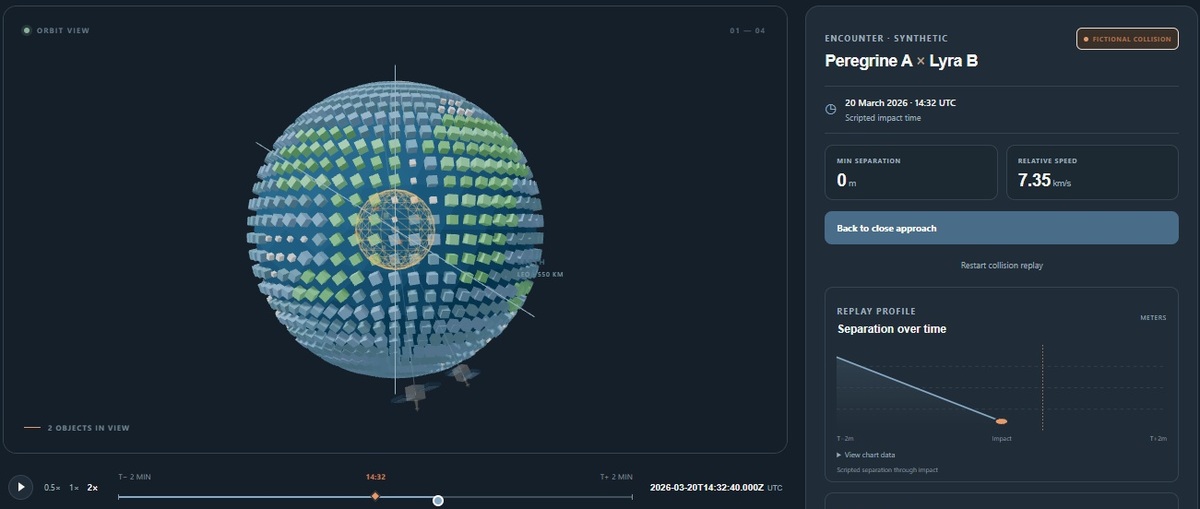 ORBIT VIEW
01 — 04
550 KM
2 OBJECTS IN VIEW
T− 2 MIN
14:32
T+ 2 MIN
0.5×
1×
2×
2026-03-20T14:32:40.000Z UTC
ENCOUNTER · SYNTHETIC
FICTIONAL COLLISION
Peregrine A × Lyra B
20 March 2026 · 14:32 UTC
Scripted impact time
MIN SEPARATION
0 m
RELATIVE SPEED
7.35 km/s
Back to close approach
Restart collision replay
REPLAY PROFILE
METERS
Separation over time
T−2m
Impact
T+2m
View chart data
Scripted separation through impact